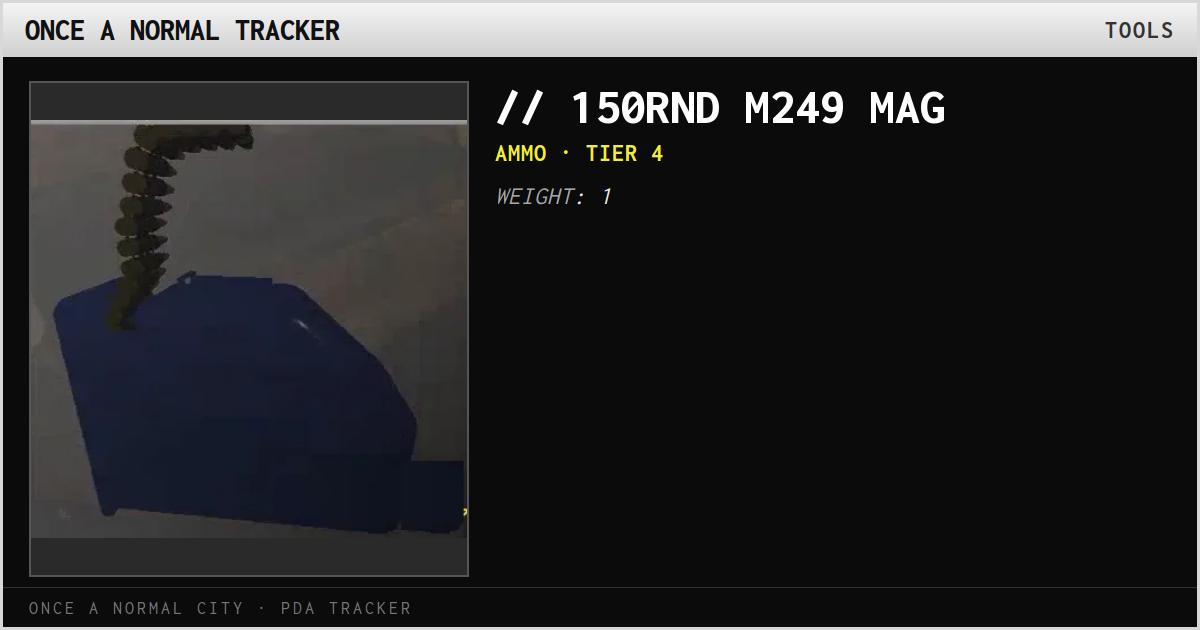 ONCE A NORMAL TRACKER
TOOLS
// 150RND M249 MAG
AMMO · TIER 4
WEIGHT: 1
ONCE A NORMAL CITY · PDA TRACKER